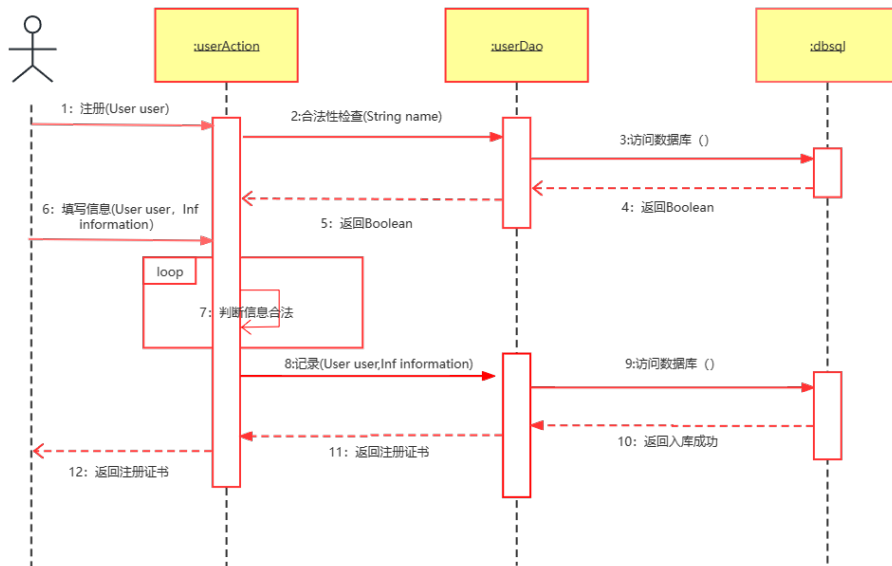 :userAction
:userDao
:dbsql
1：注册(User user)
2:合法性检查(String name)
3:访问数据库（）
4：返回Boolean
5：返回Boolean
6：填写信息(User user，Inf
information）
loop
7：判断信息合法
8:记录(User user,Inf information)
9:访问数据库（）
10：返回入库成功
11：返回注册证书
12：返回注册证书